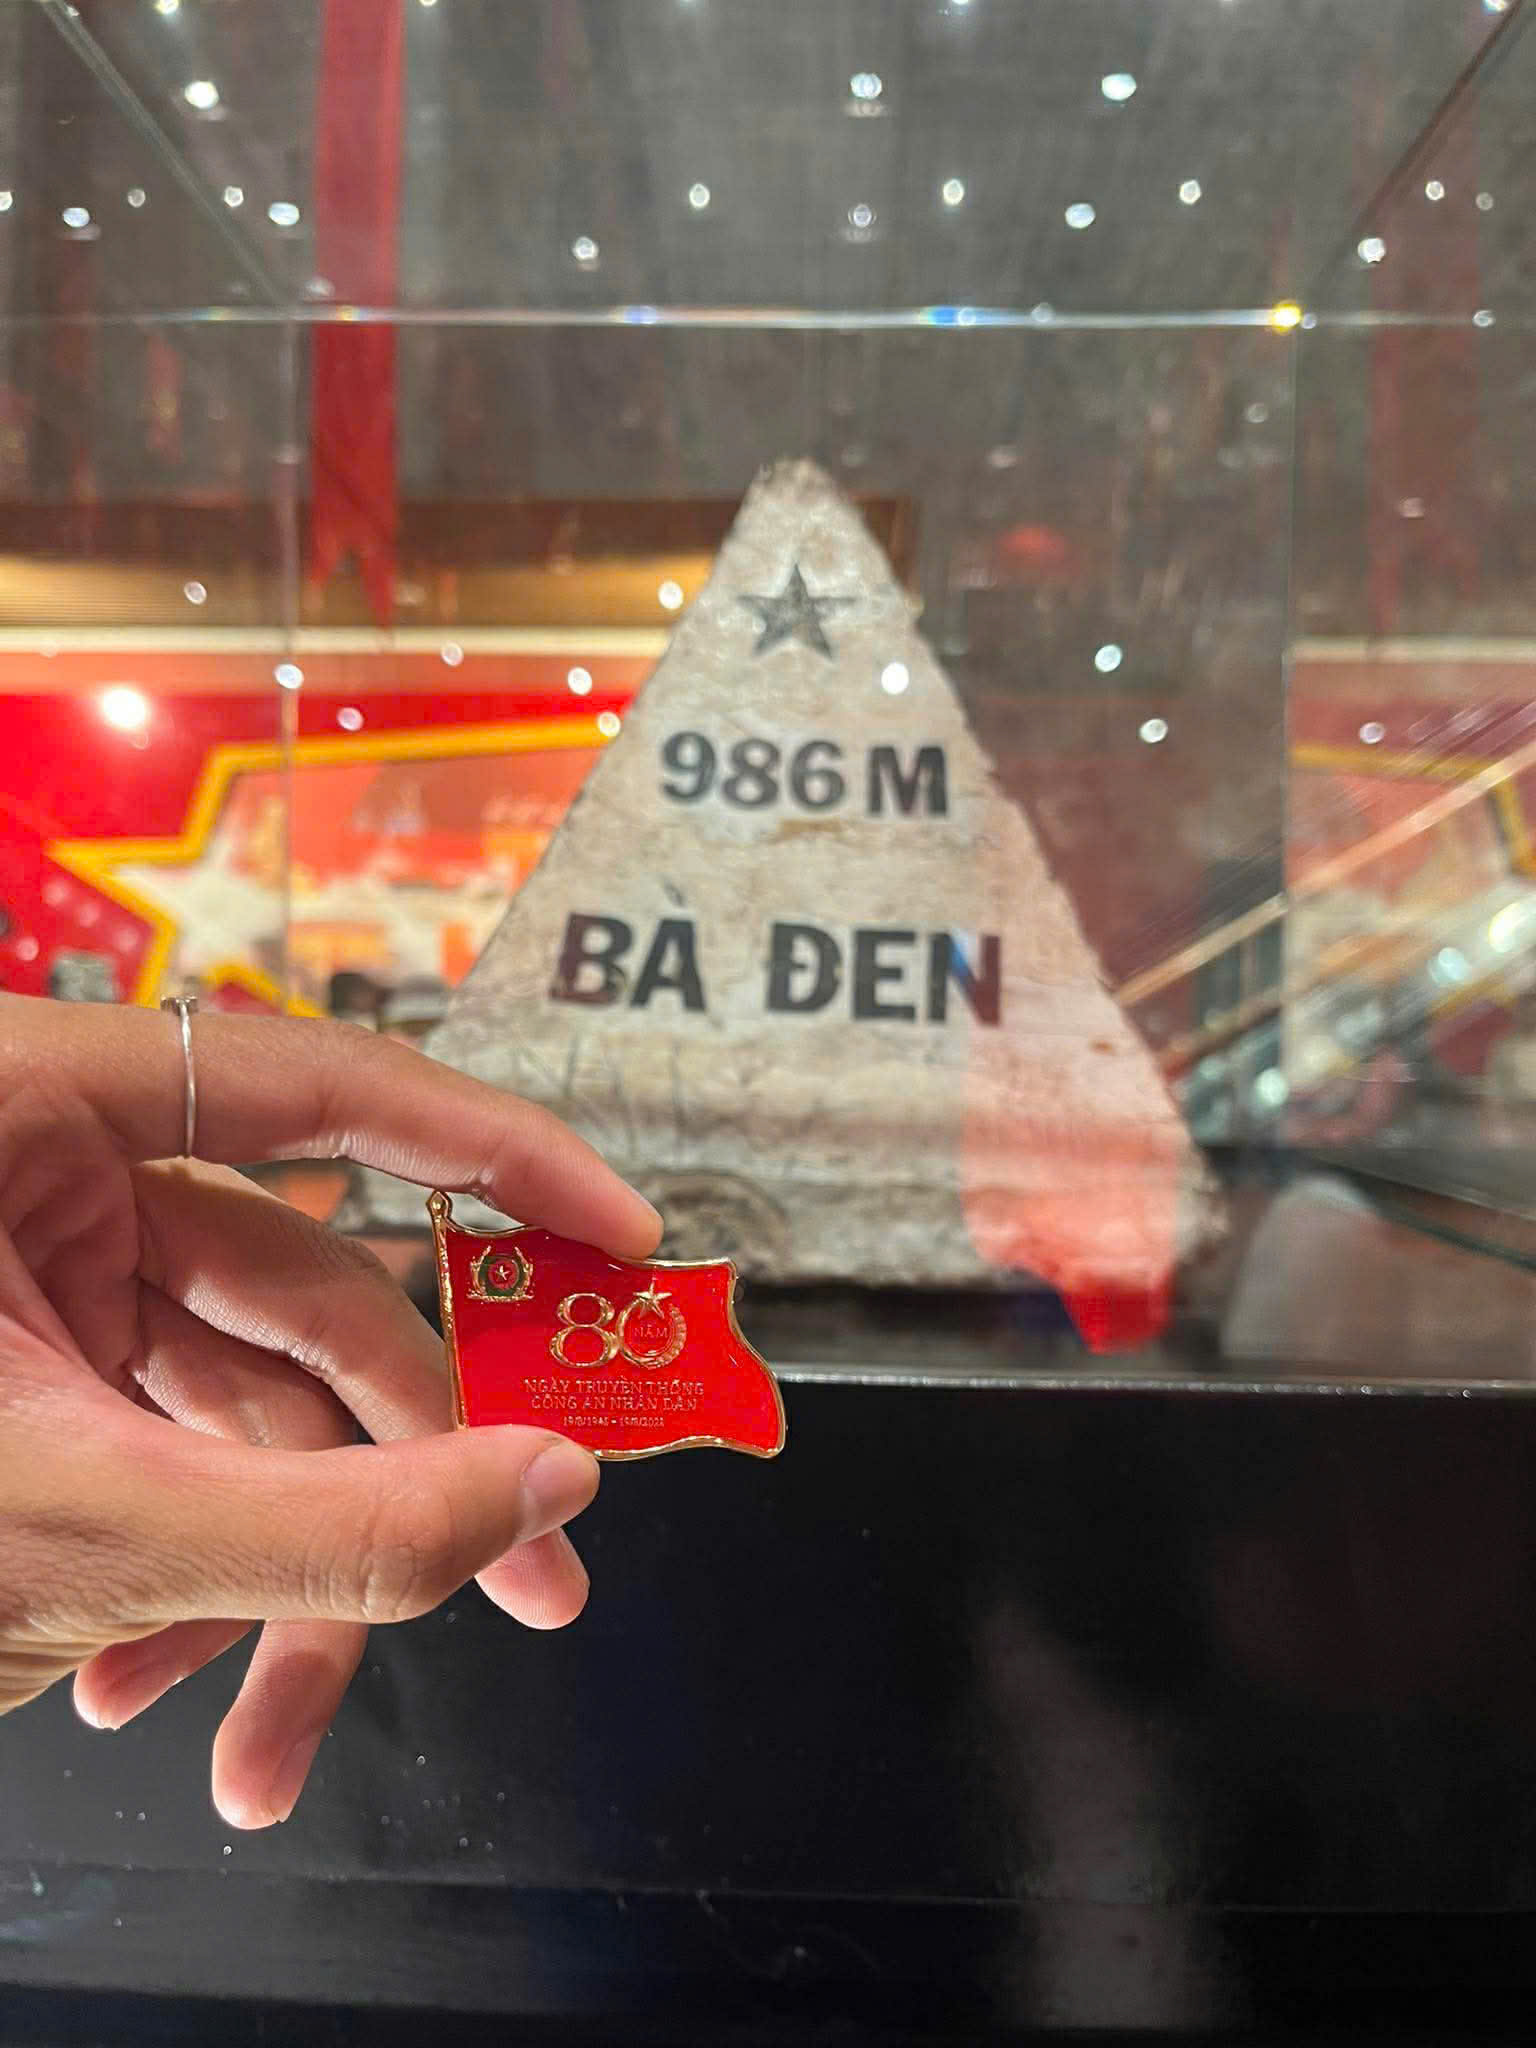 986 M
BÀ ĐEN
80
NĂM
NGÀY TRUYỀN THỐNG
CÔNG AN NHÂN DÂN